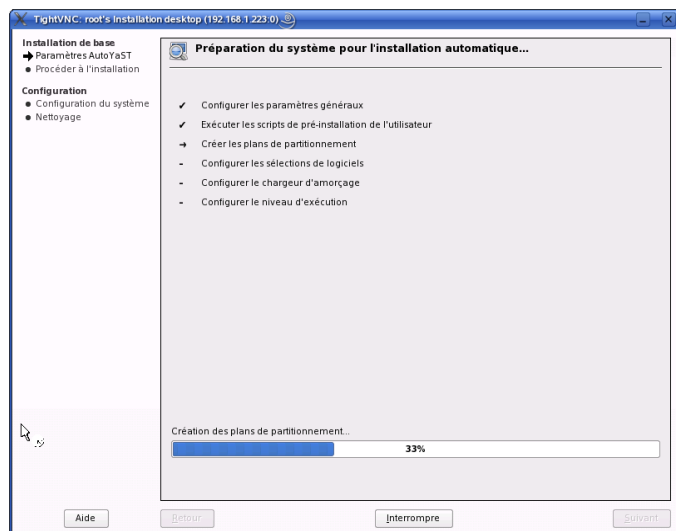 TightVNC: root's installation desktop (192.168.1.223:0)
Installation de base
Paramètres AutoYaST
Procéder à l'installation
Configuration
Configuration du système
Nettoyage
Préparation du système pour l'installation automatique...
Configurer les paramètres généraux
Exécuter les scripts de pré-installation de l'utilisateur
Créer les plans de partitionnement
Configurer les sélections de logiciels
Configurer le chargeur d'amorçage
Configurer le niveau d'exécution
Création des plans de partitionnement...
33%
Aide
Retour
Interrompre
Suivant